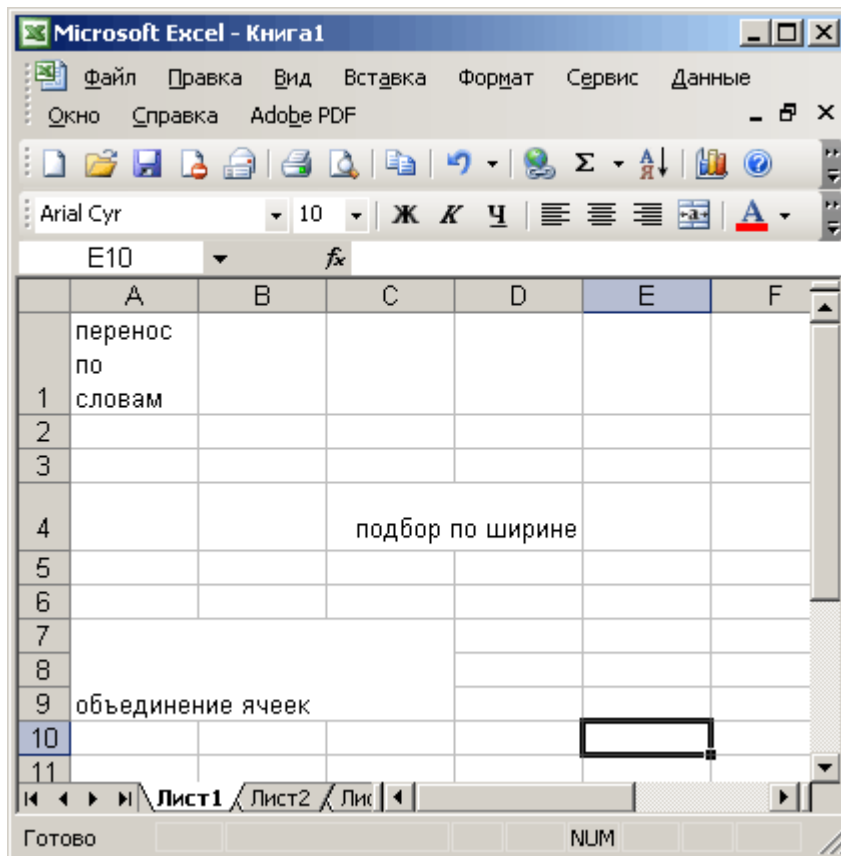 Microsoft Excel - Книга1
Файл Правка Вид Вставка Формат Сервис Данные
Окно Справка Adobe PDF
Arial Cyr 10 Ж К Ч А
E10 fx
A B C D E F
перенос
по
1 словам
2
3
4 подбор по ширине
5
6
7
8
9 объединение ячеек
10
11
Лист1 Лист2 Лис
Готово NUM